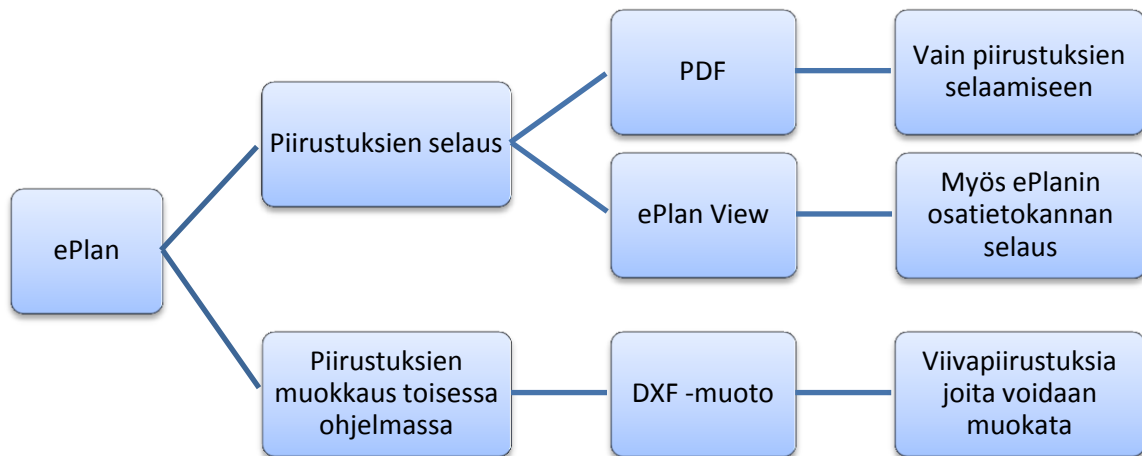 ePlan
Piirustuksien selaus
PDF
Vain piirustuksien
selaamiseen
ePlan View
Myös ePlanin
osatietokannan
selaus
Piirustuksien
muokkaus toisessa
ohjelmassa
DXF -muoto
Viivapiirustuksia
joita voidaan
muokata